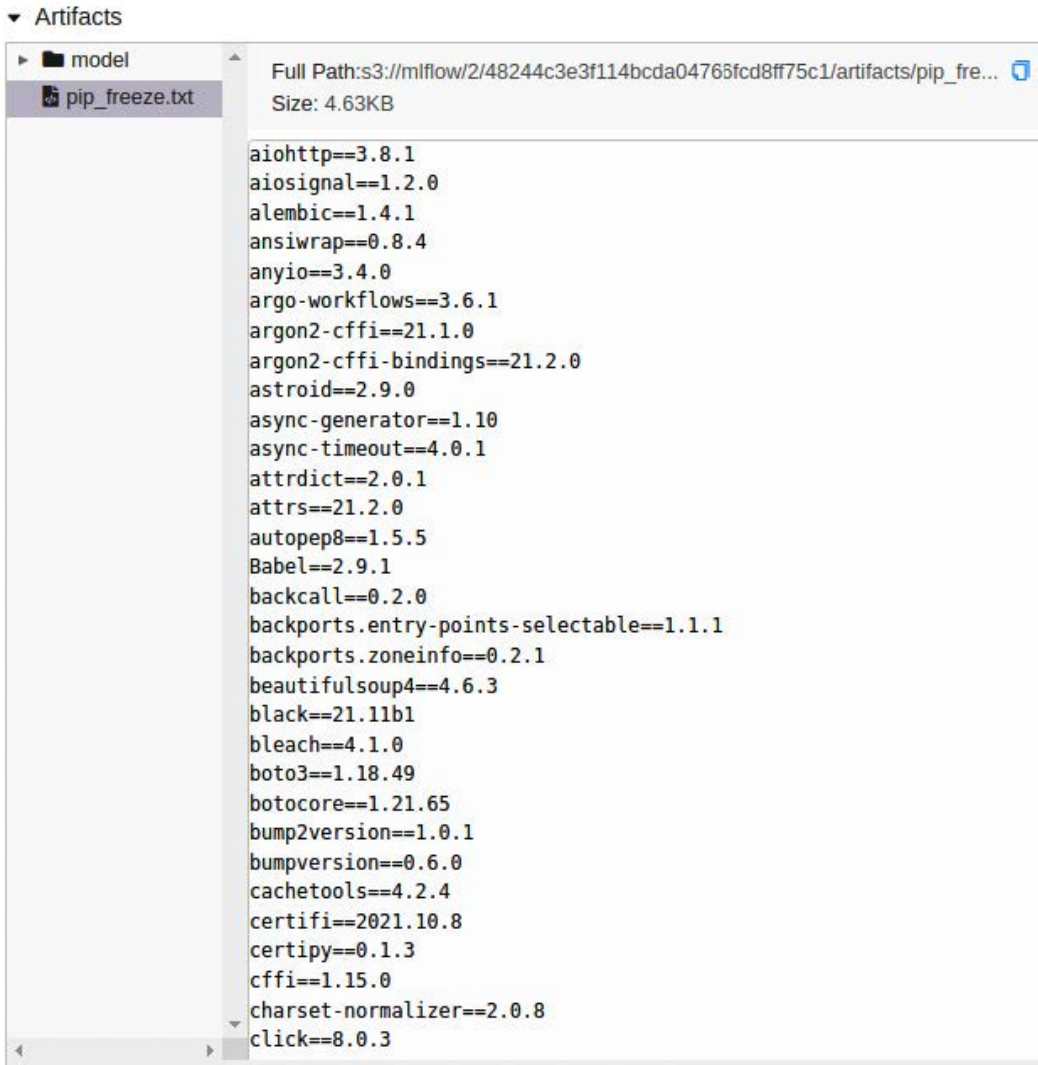 Artifacts
model
pip_freeze.txt
Full Path:s3://mlflow/2/48244c3e3f114bcda04766fcd8ff75c1/artifacts/pip_fre...
Size: 4.63KB
aiohttp==3.8.1
aiosignal==1.2.0
alembic==1.4.1
ansiwrap==0.8.4
anyio==3.4.0
argo-workflows==3.6.1
argon2-cffi==21.1.0
argon2-cffi-bindings==21.2.0
astroid==2.9.0
async-generator==1.10
async-timeout==4.0.1
attrdict==2.0.1
attrs==21.2.0
autopep8==1.5.5
Babel==2.9.1
backcall==0.2.0
backports.entry-points-selectable==1.1.1
backports.zoneinfo==0.2.1
beautifulsoup4==4.6.3
black==21.11b1
bleach==4.1.0
boto3==1.18.49
botocore==1.21.65
bump2version==1.0.1
bumpversion==0.6.0
cachetools==4.2.4
certifi==2021.10.8
certipy==0.1.3
cffi==1.15.0
charset-normalizer==2.0.8
click==8.0.3